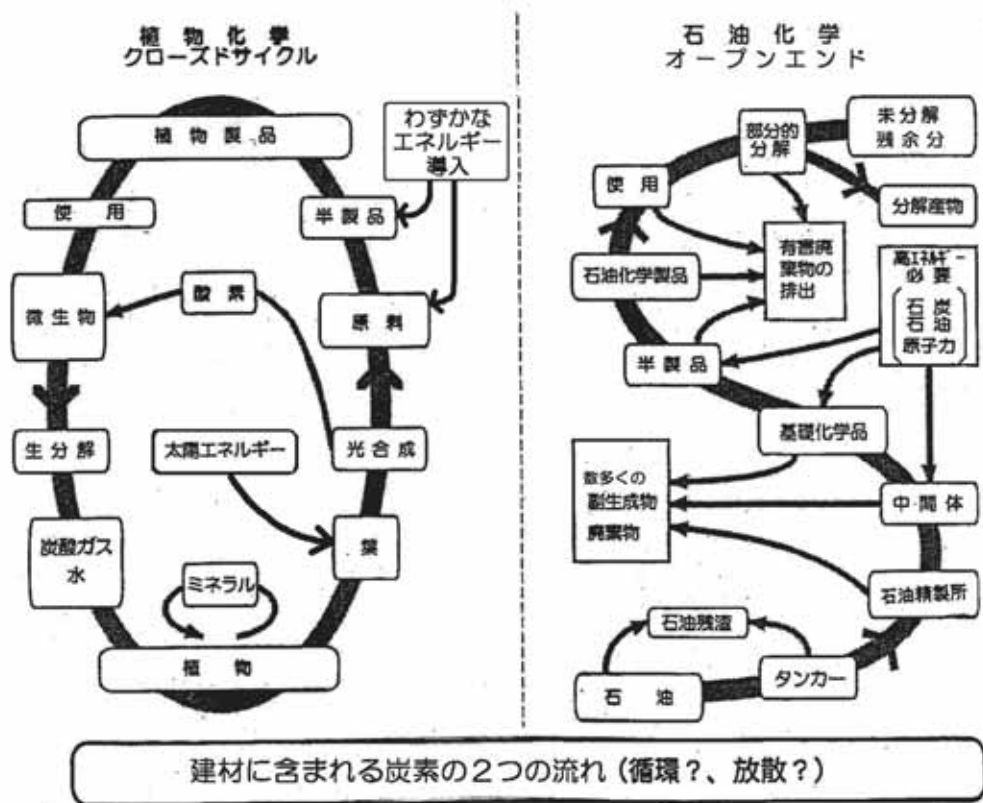 植物化学
クローズドサイクル
植物製品
わずかな
エネルギー
導入
使用
半製品
微生物
酸素
原料
生分解
太陽エネルギー
光合成
炭酸ガス
水
ミネラル
葉
植物
石油化学
オープンエンド
未分解
残余分
部分的
分解
使用
分解産物
石油化学製品
有害廃
棄物の
排出
高エネルギー
必要
石炭
石油
原子力
半製品
基礎化学品
数多くの
副生成物
廃棄物
中間体
石油精製所
石油残渣
タンカー
石油
建材に含まれる炭素の2つの流れ(循環?、放散?)